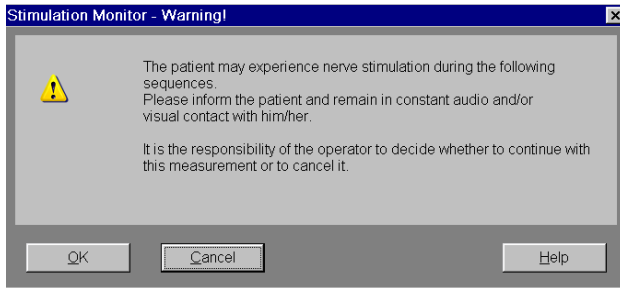 Stimulation Monitor - Warning!
The patient may experience nerve stimulation during the following
sequences.
Please inform the patient and remain in constant audio and/or
visual contact with him/her.
It is the responsibility of the operator to decide whether to continue with
this measurement or to cancel it.
OK
Cancel
Help